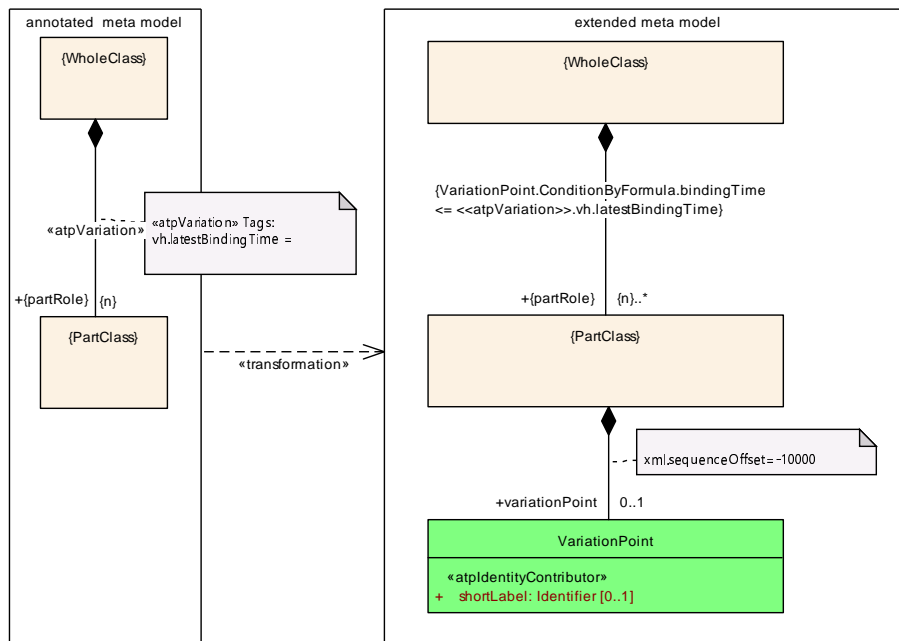 annotated meta model
{WholeClass}
«atpVariation» Tags:
vh.latestBindingTime =
«atpVariation»
+{partRole} {n}
{PartClass}
«transformation»
extended meta model
{WholeClass}
{VariationPoint.ConditionByFormula.bindingTime
<= <<atpVariation>>.vh.latestBindingTime}
+{partRole} {n}..*
{PartClass}
xml.sequenceOffset=-10000
+variationPoint 0..1
VariationPoint
«atpIdentityContributor»
+ shortLabel: Identifier [0..1]